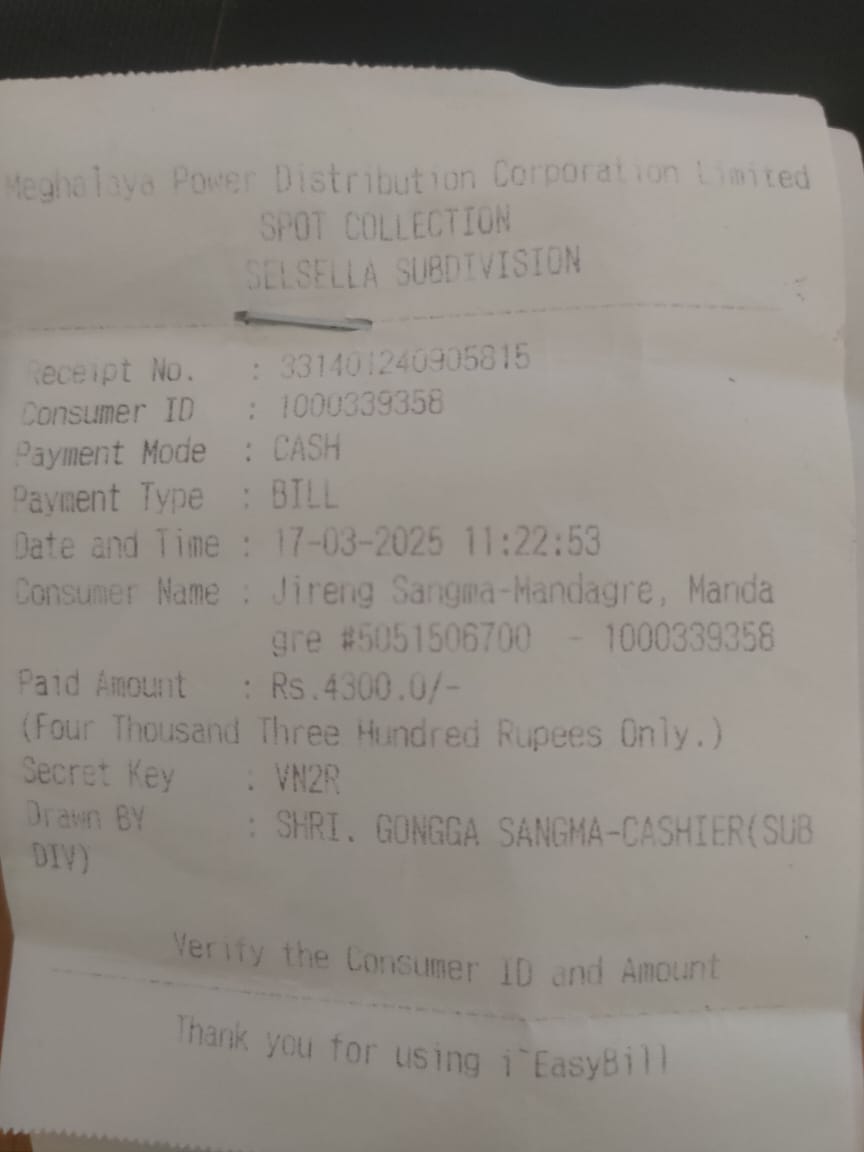 Meghalaya Power Distribution Corporation Limited
SPOT COLLECTION
SELSELLA SUBDIVISION
Receipt No. : 331401240905815
Consumer ID : 1000339358
Payment Mode : CASH
Payment Type : BILL
Date and Time : 17-03-2025 11:22:53
Consumer Name : Jireng Sangma-Mandagre, Manda
gre #5051506700 - 1000339358
Paid Amount : Rs.4300.0/-
(Four Thousand Three Hundred Rupees Only.)
Secret Key : VN2R
Drawn BY : SHRI. GONGGA SANGMA-CASHIER(SUB
DIV)
Verify the Consumer ID and Amount
Thank you for using i~EasyBill